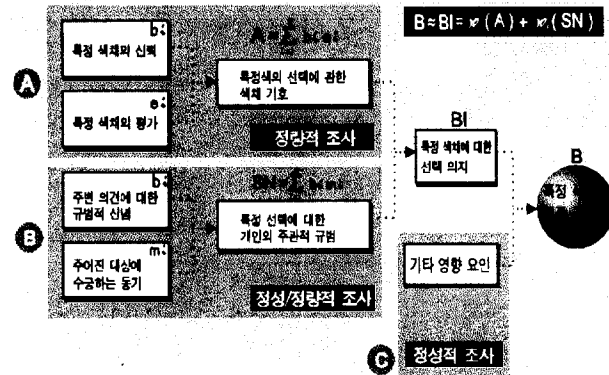 B≈BI= w(A) + w(SN)
A
b
특정 색채의 신뢰
e
특정 색채의 평가
특정색의 선택에 관한
색채 기호
정량적 조사
B
b
주변 의견에 대한
규범적 신념
m
주어진 대상에
수긍하는 동기
특정 선택에 대한
개인의 주관적 규범
정성/정량적 조사
BI
특정 색채에 대한
선택 의지
B
특정
기타 영향 요인
C
정성적 조사